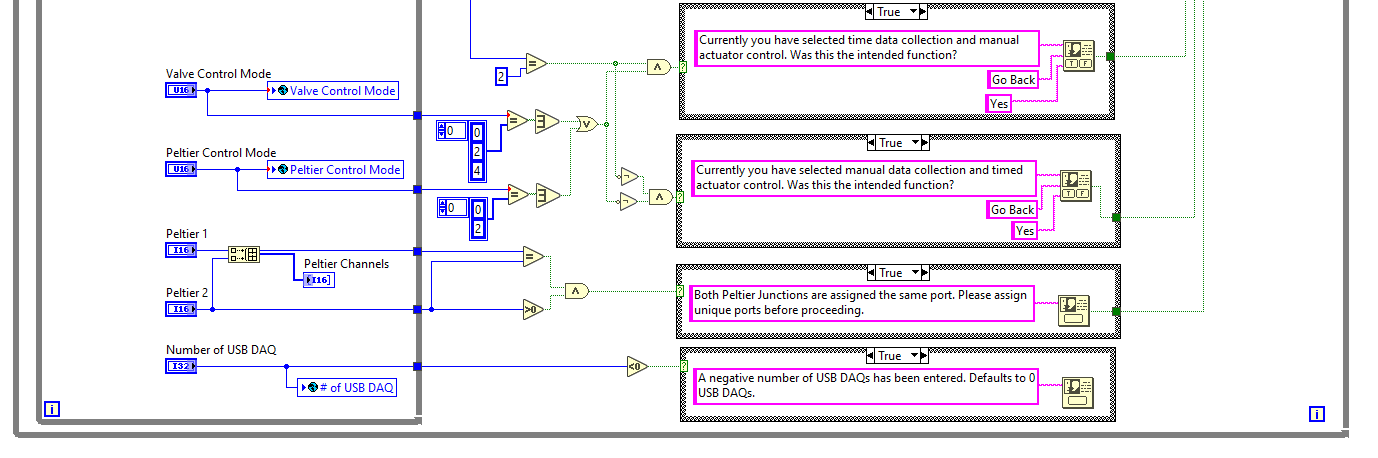 True
Currently you have selected time data collection and manual
actuator control. Was this the intended function?
T F
Go Back
Yes
=
2
∧
?
Valve Control Mode
U16
Valve Control Mode
0
0
2
4
=
∃
V
True
Currently you have selected manual data collection and timed
actuator control. Was this the intended function?
T F
Go Back
Yes
Peltier Control Mode
U16
Peltier Control Mode
0
0
2
=
∃
¬
¬
∧
?
Peltier 1
I16
Peltier Channels
[I16]
=
True
Both Peltier Junctions are assigned the same port. Please assign
unique ports before proceeding.
Peltier 2
I16
>0
∧
?
Number of USB DAQ
I32
# of USB DAQ
<0
?
True
A negative number of USB DAQs has been entered. Defaults to 0
USB DAQs.
i
i